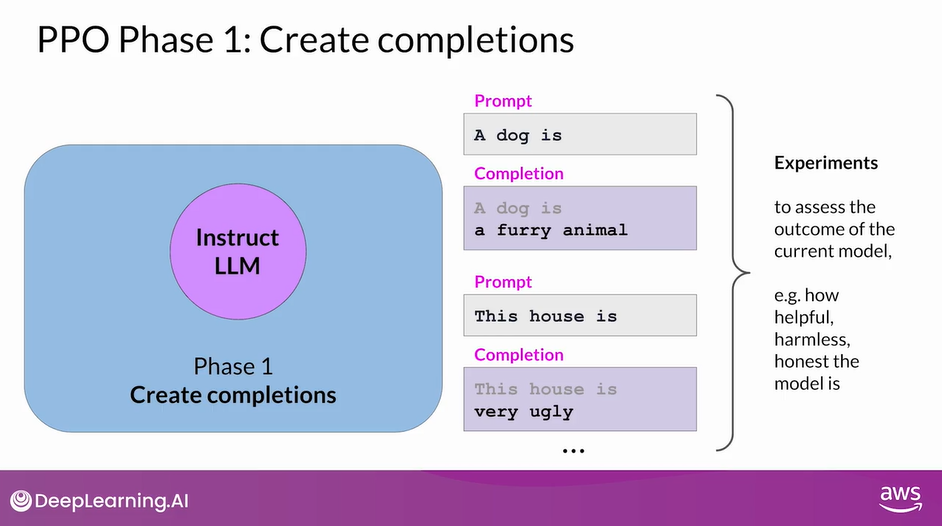 PPO Phase 1: Create completions
Instruct
LLM
Phase 1
Create completions
Prompt
A dog is
Completion
A dog is
a furry animal
Prompt
This house is
Completion
This house is
very ugly
...
Experiments
to assess the
outcome of the
current model,
e.g. how
helpful,
harmless,
honest the
model is
DeepLearning.AI
aws